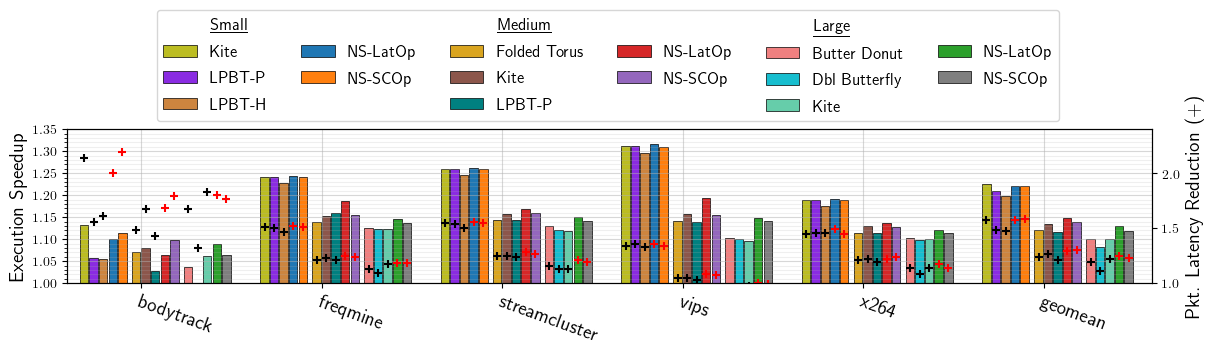 Small Medium Large
Kite NS-LatOp Folded Torus NS-LatOp Butter Donut NS-LatOp
LPBT-P NS-SCOp Kite NS-SCOp Dbl Butterfly NS-SCOp
LPBT-H LPBT-P Kite
Execution Speedup
1.35
1.30
1.25
1.20
1.15
1.10
1.05
1.00
2.0
1.5
1.0
Pkt. Latency Reduction (+)
bodytrack freqmine streamcluster vips x264 geomean